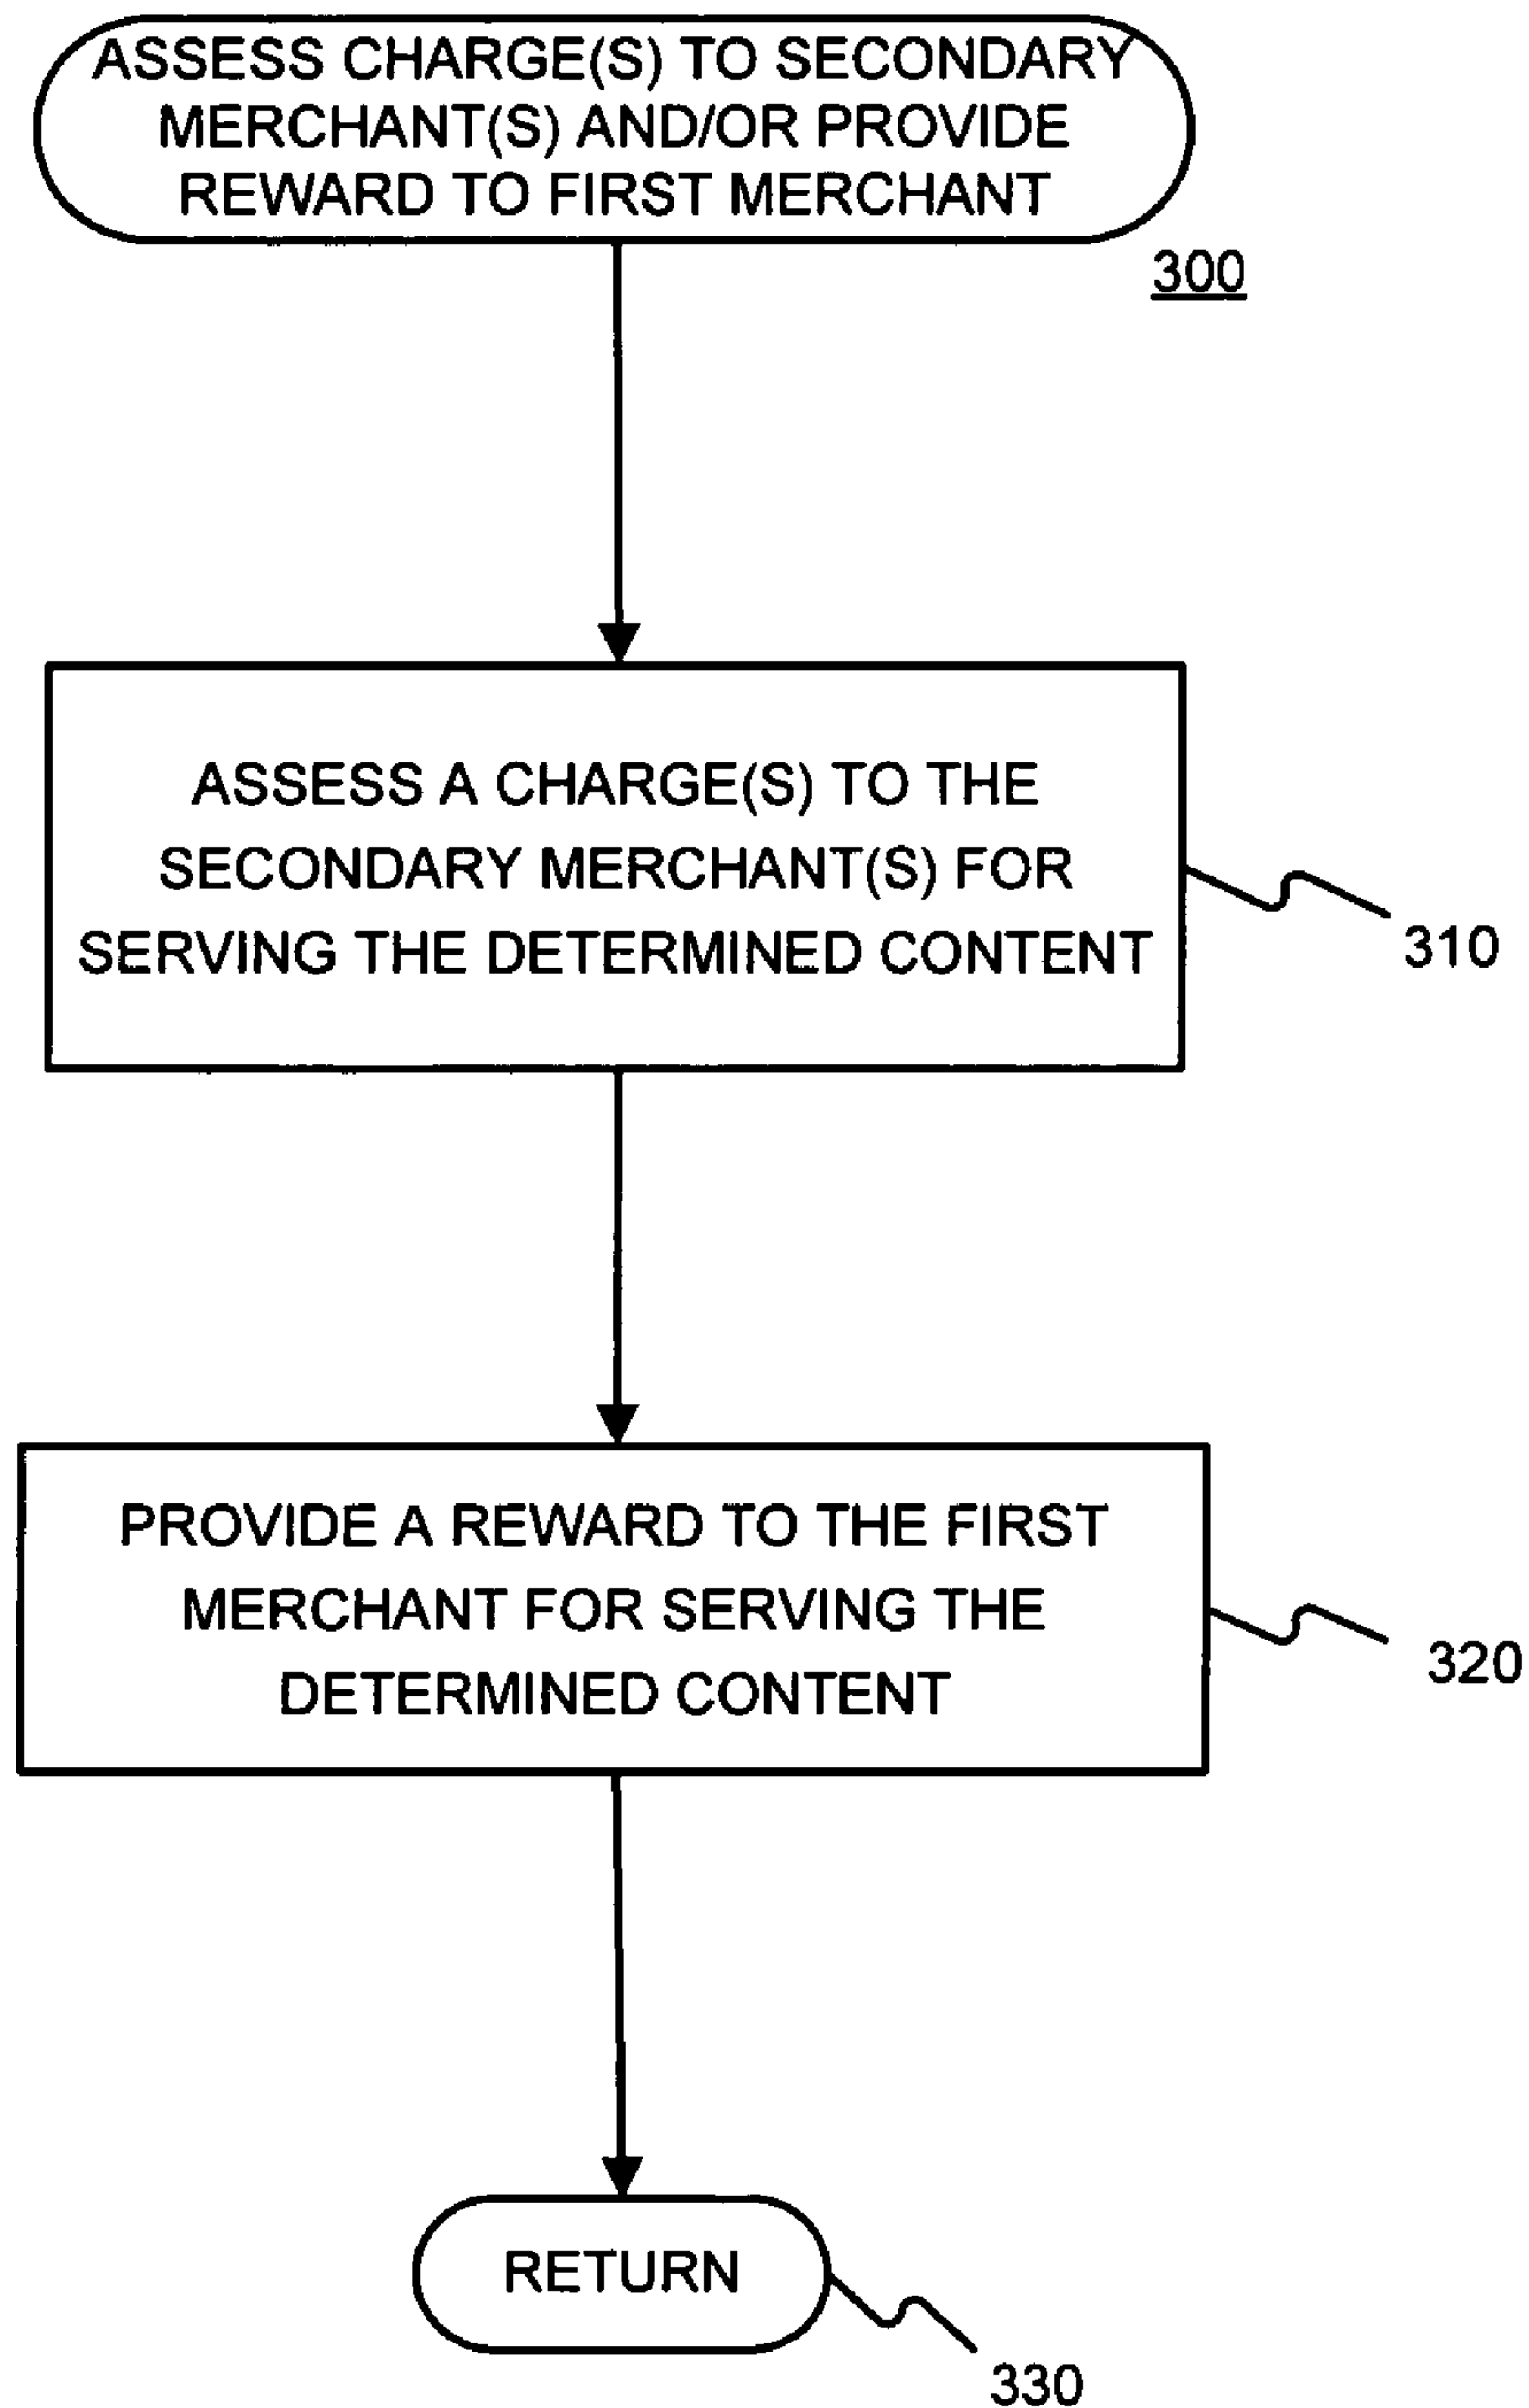 ASSESS CHARGE(S) TO SECONDARY
MERCHANT(S) AND/OR PROVIDE
REWARD TO FIRST MERCHANT
300
ASSESS A CHARGE(S) TO THE
SECONDARY MERCHANT(S) FOR
SERVING THE DETERMINED CONTENT
310
PROVIDE A REWARD TO THE FIRST
MERCHANT FOR SERVING THE
DETERMINED CONTENT
320
RETURN
330